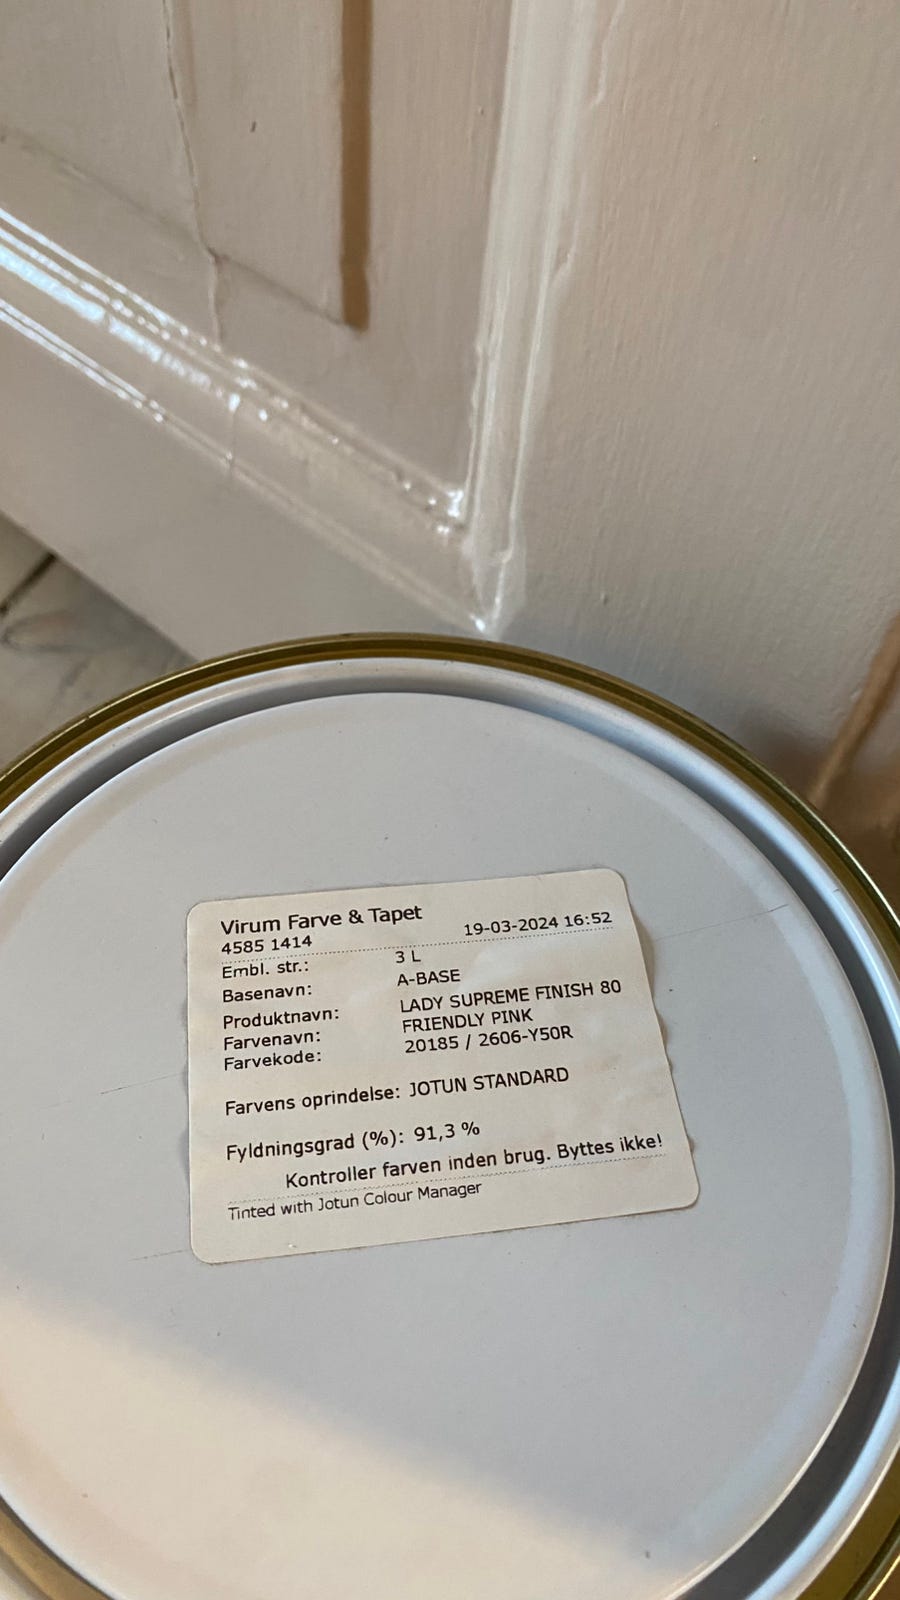 Virum Farve & Tapet
4585 1414 19-03-2024 16:52
Embl. str.: 3 L
Basenavn: A-BASE
Produktnavn: LADY SUPREME FINISH 80
Farvenavn: FRIENDLY PINK
Farvekode: 20185 / 2606-Y50R
Farvens oprindelse: JOTUN STANDARD
Fyldningsgrad (%): 91,3 %
Kontroller farven inden brug. Byttes ikke!
Tinted with Jotun Colour Manager